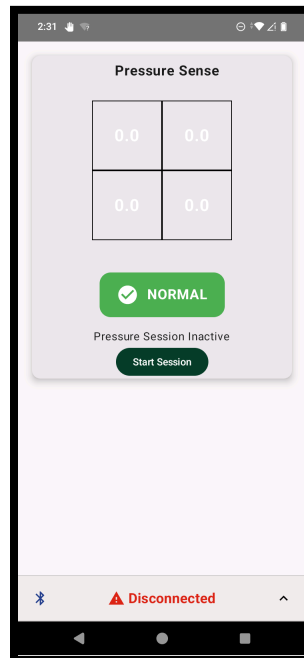 2:31
Pressure Sense
0.0 0.0
0.0 0.0
NORMAL
Pressure Session Inactive
Start Session
Disconnected